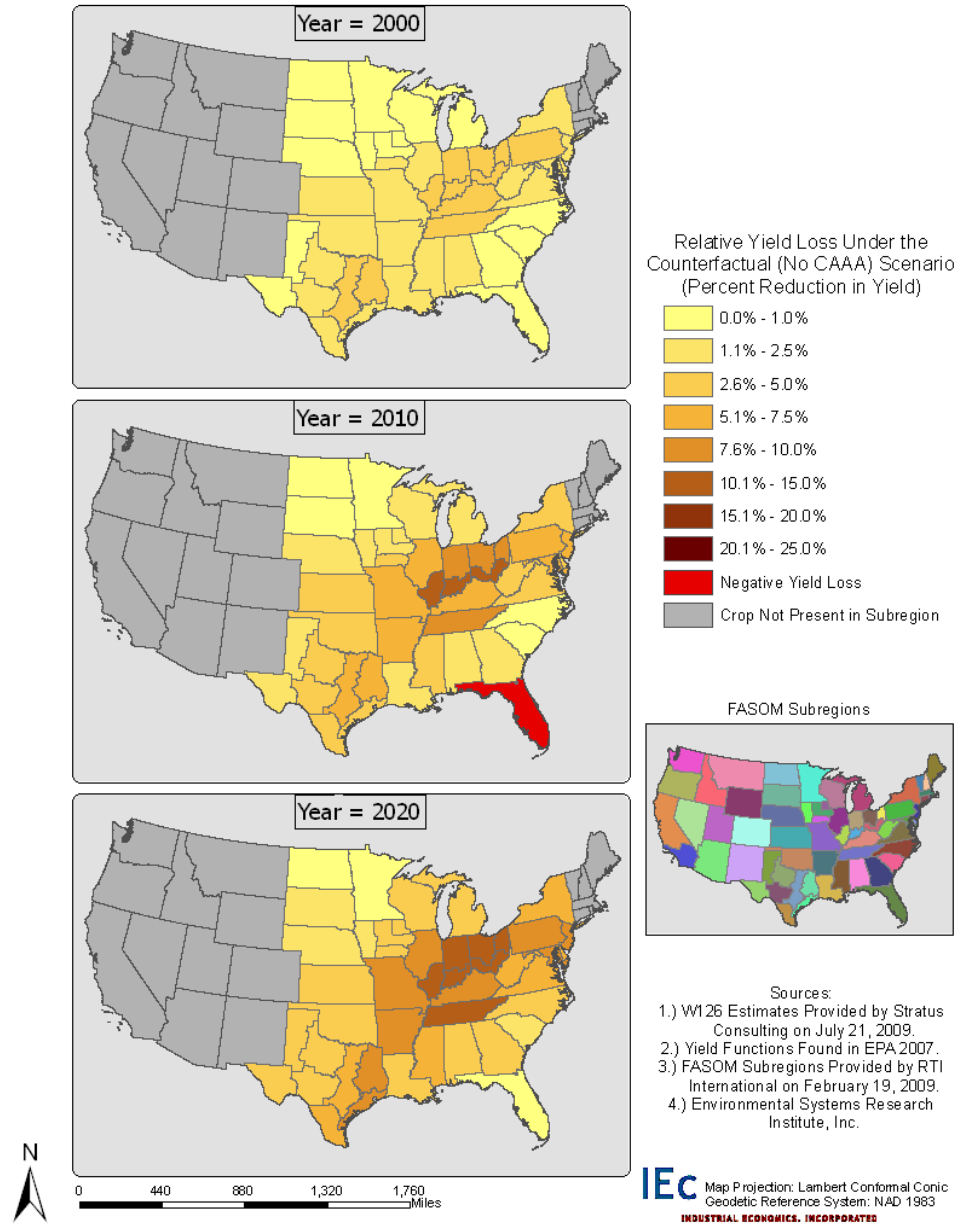 Year = 2000
Relative Yield Loss Under the
Counterfactual (No CAAA) Scenario
(Percent Reduction in Yield)
0.0% - 1.0%
1.1% - 2.5%
2.6% - 5.0%
5.1% - 7.5%
7.6% - 10.0%
10.1% - 15.0%
15.1% - 20.0%
20.1% - 25.0%
Negative Yield Loss
Crop Not Present in Subregion
Year = 2010
FASOM Subregions
Year = 2020
Sources:
1.) W126 Estimates Provided by Stratus
Consulting on July 21, 2009.
2.) Yield Functions Found in EPA 2007.
3.) FASOM Subregions Provided by RTI
International on February 19, 2009.
4.) Environmental Systems Research
Institute, Inc.
N
0 440 880 1,320 1,760
Miles
IEc
Map Projection: Lambert Conformal Conic
Geodetic Reference System: NAD 1983
INDUSTRIAL ECONOMICS, INCORPORATED